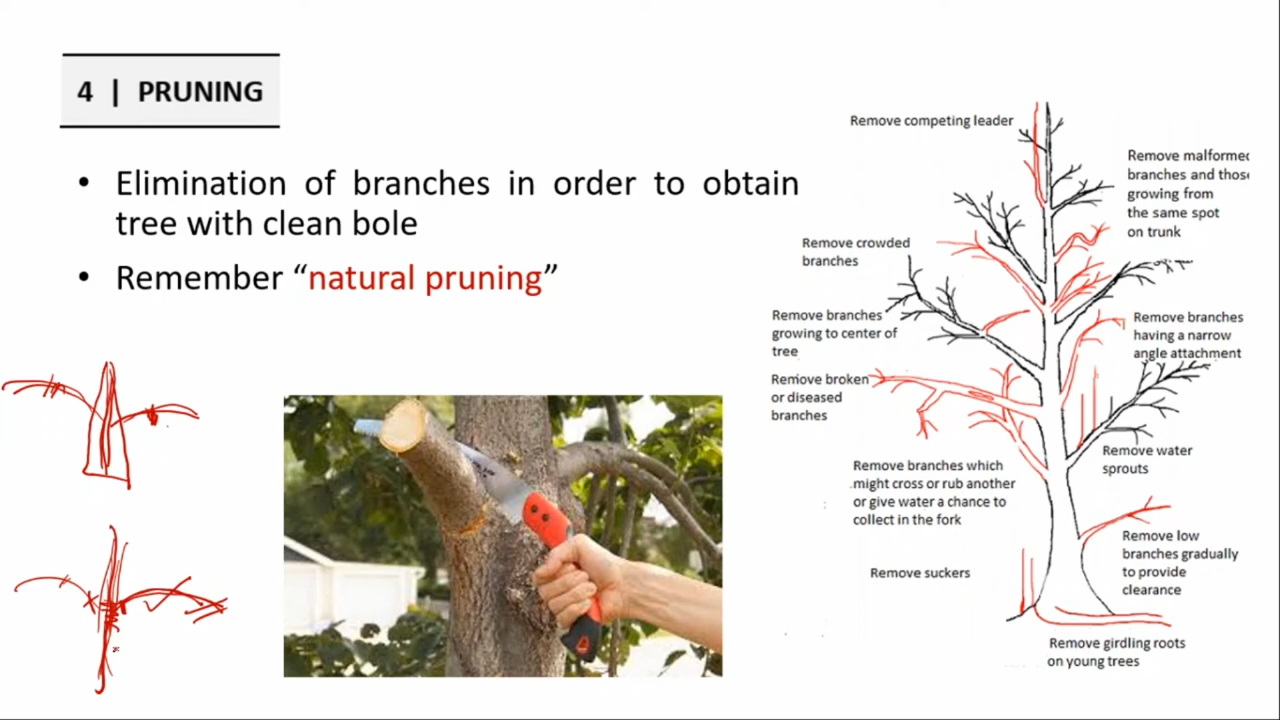 4 | PRUNING
• Elimination of branches in order to obtain
tree with clean bole
• Remember “natural pruning”
Remove competing leader
Remove malformed
branches and those
growing from
the same spot
on trunk
Remove crowded
branches
Remove branches
growing to center of
tree
Remove branches
having a narrow
angle attachment
Remove broken
or diseased
branches
Remove water
sprouts
Remove branches which
might cross or rub another
or give water a chance to
collect in the fork
Remove low
branches gradually
to provide
clearance
Remove suckers
Remove girdling roots
on young trees